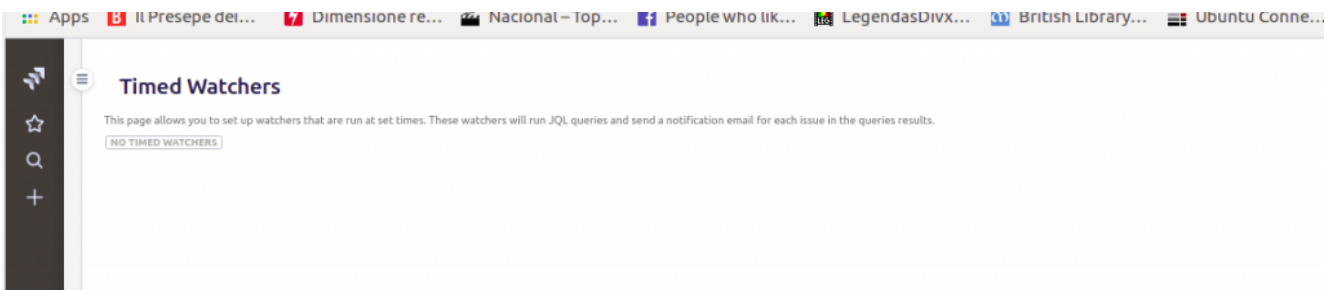 Apps Il Presepe dei... Dimensione re... Nacional – Top... People who lik... LegendasDivx... British Library... Ubuntu Conne...
Timed Watchers
This page allows you to set up watchers that are run at set times. These watchers will run JQL queries and send a notification email for each issue in the queries results.
NO TIMED WATCHERS